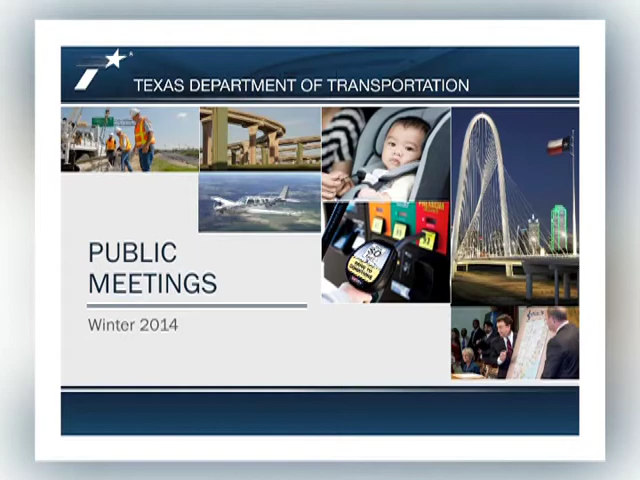 TEXAS DEPARTMENT OF TRANSPORTATION
PUBLIC
MEETINGS
Winter 2014